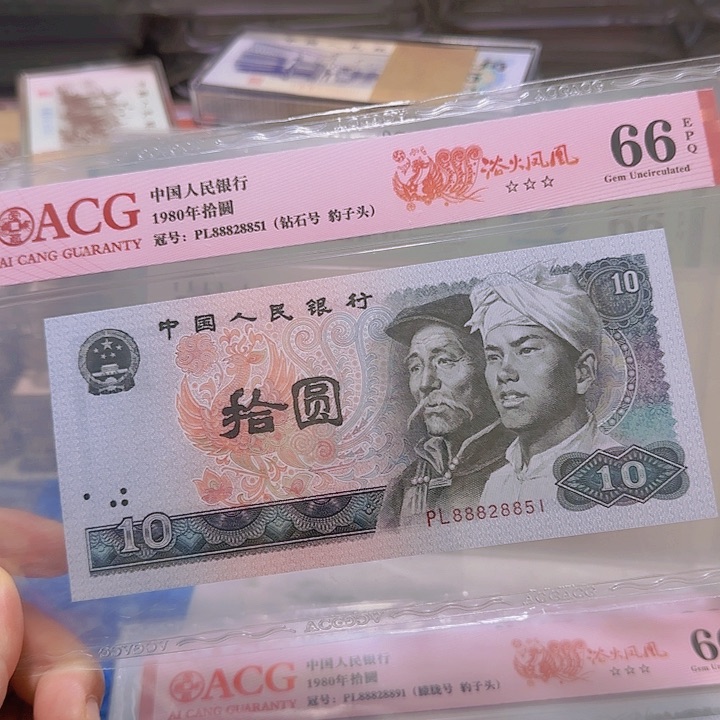 ACG
AI CANG GUARANTY
中国人民银行
1980年拾圆
冠号：PL88828851（钻石号 豹子头）
浴火凤凰
☆☆☆
66
EPQ
Gem Uncirculated
中国人民银行
10
拾圆
10
10
PL88828851
ACG
AI CANG GUARANTY
中国人民银行
1980年拾圆
浴火凤凰
☆☆☆